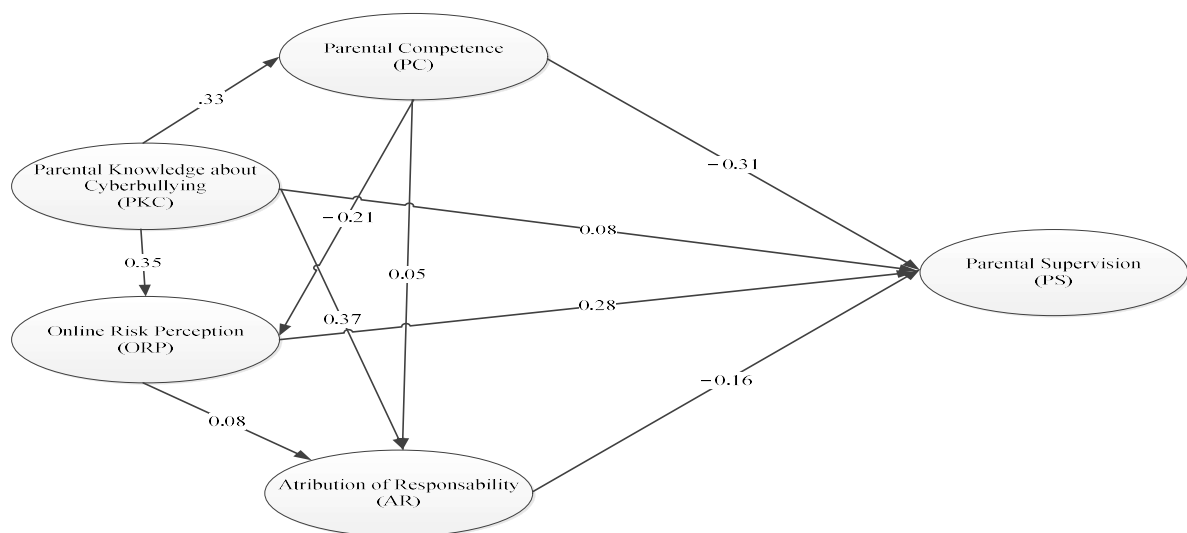 Parental Competence
(PC)
.33
Parental Knowledge about
Cyberbullying
(PKC)
−0.31
−0.21
0.08
0.35
0.05
Parental Supervision
(PS)
0.28
0.37
Online Risk Perception
(ORP)
−0.16
0.08
Atribution of Responsability
(AR)